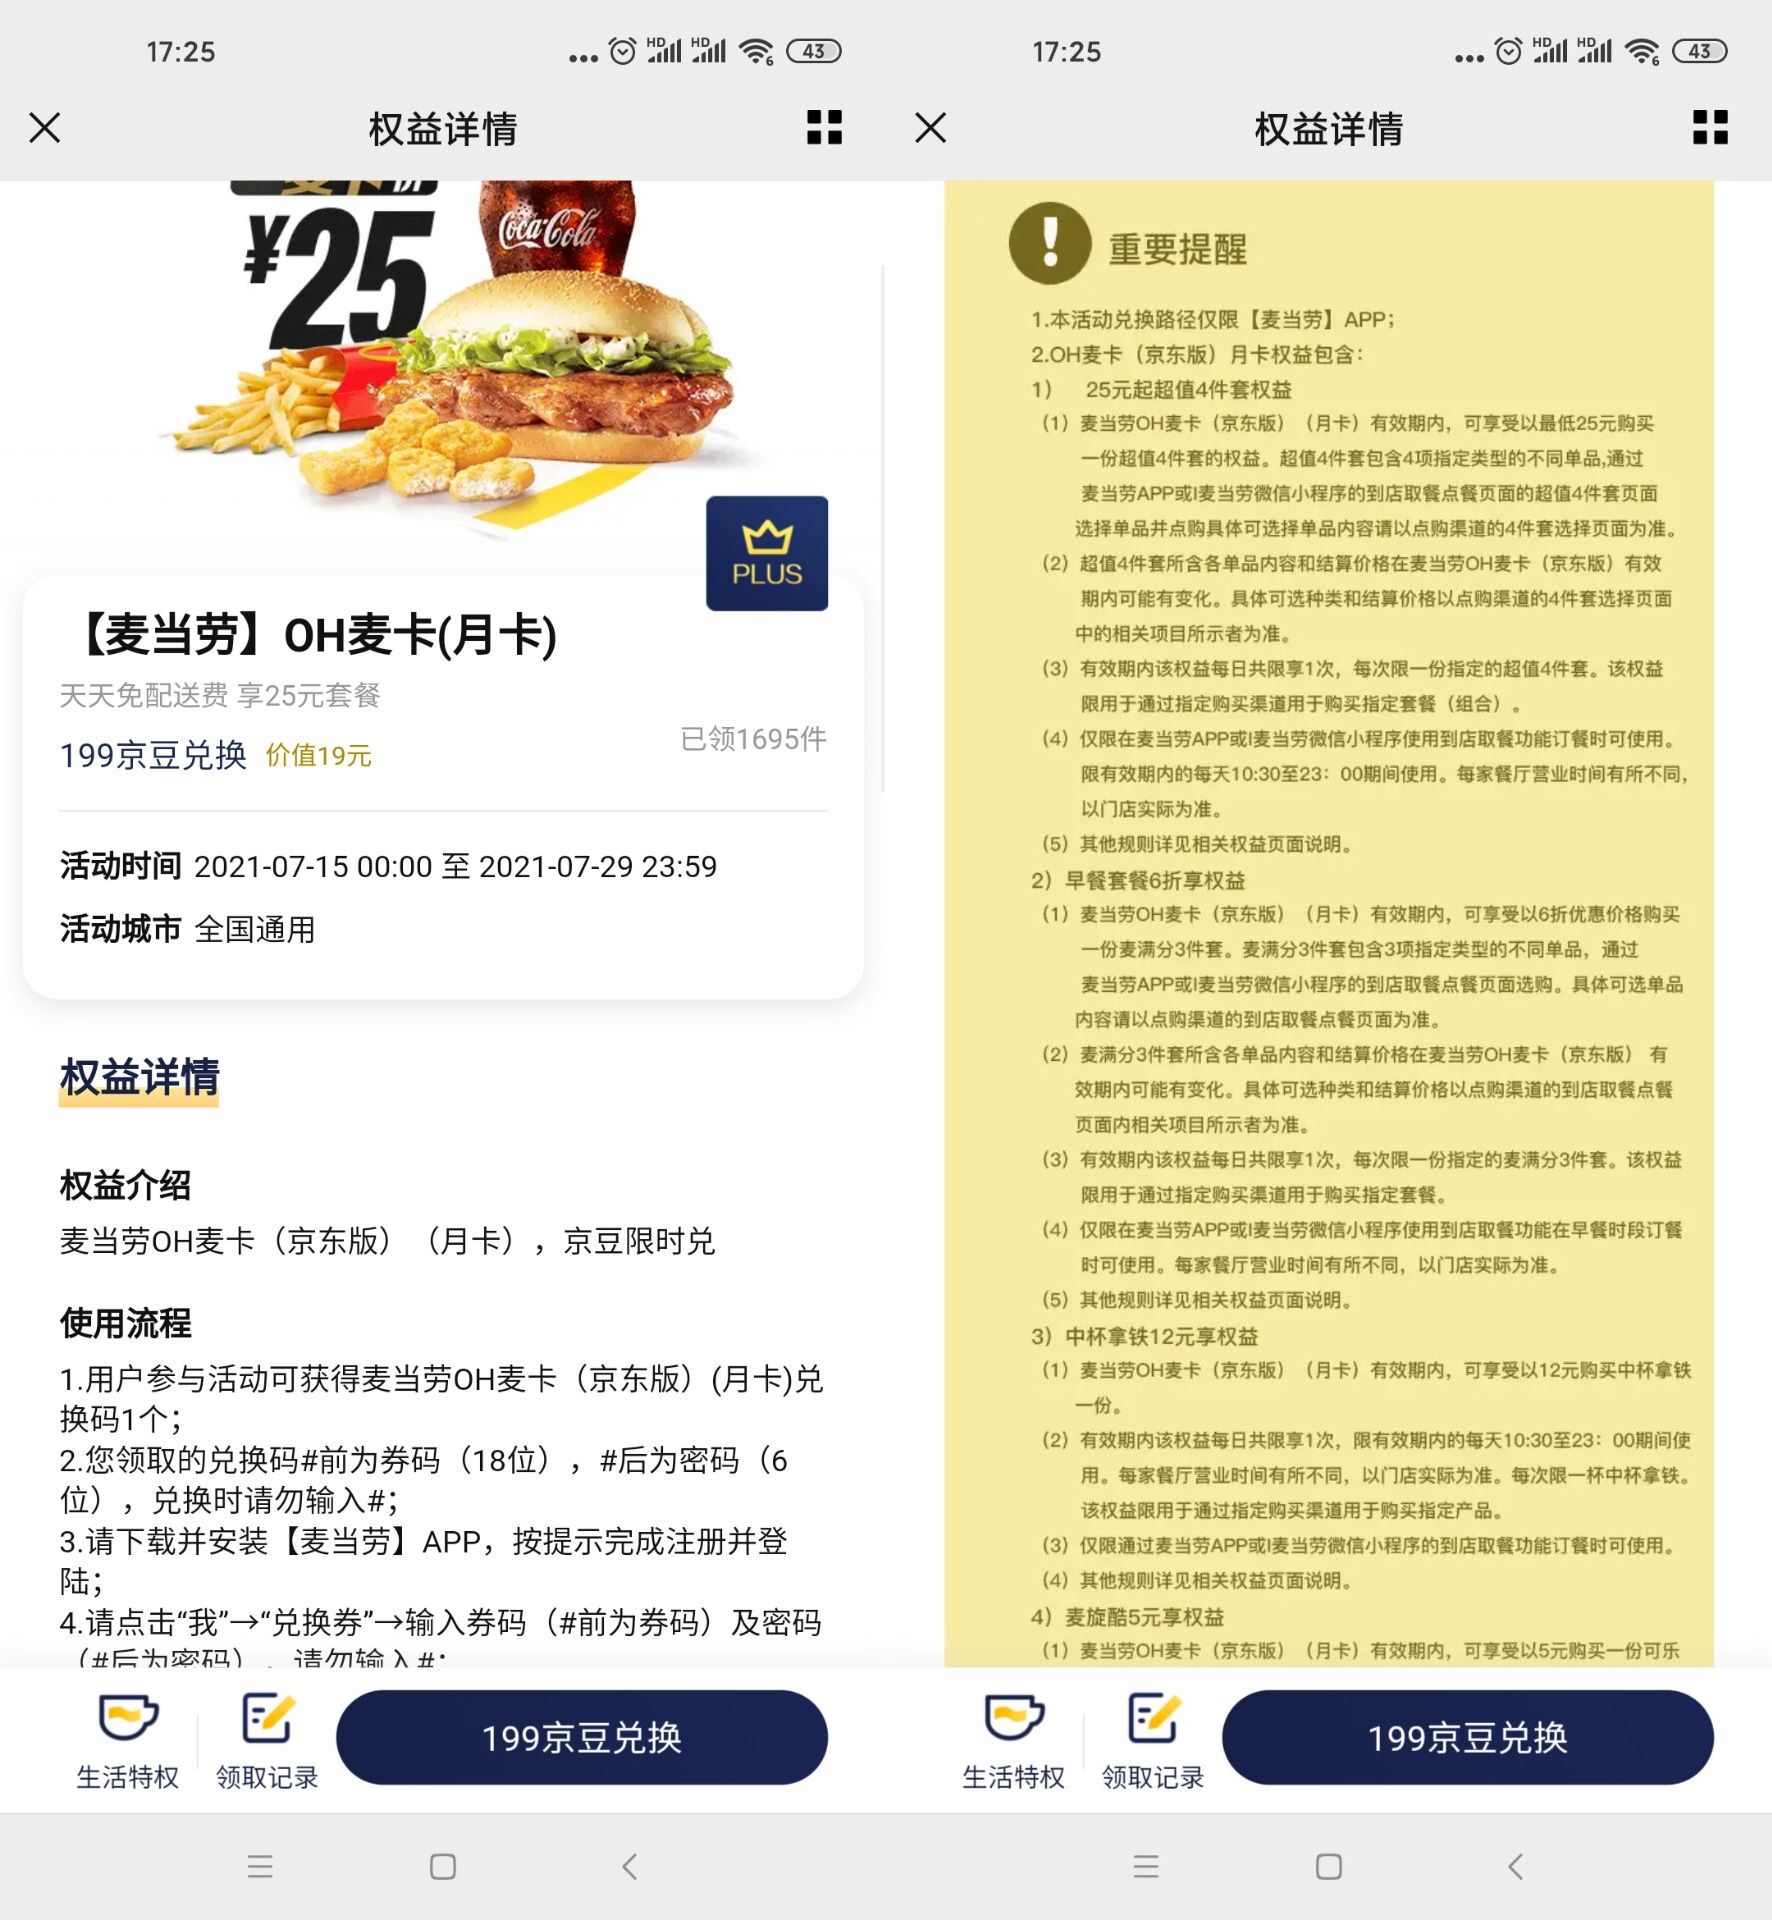 17:25
HD HD 6 43
权益详情
¥25
Coca-Cola
PLUS
【麦当劳】OH麦卡(月卡)
天天免配送费 享25元套餐
199京豆兑换 价值19元
已领1695件
活动时间 2021-07-15 00:00 至 2021-07-29 23:59
活动城市 全国通用
权益详情
权益介绍
麦当劳OH麦卡（京东版）（月卡），京豆限时兑
使用流程
1.用户参与活动可获得麦当劳OH麦卡（京东版）(月卡)兑
换码1个；
2.您领取的兑换码#前为券码（18位），#后为密码（6
位），兑换时请勿输入#；
3.请下载并安装【麦当劳】APP，按提示完成注册并登
陆；
4.请点击“我”→“兑换券”→输入券码（#前为券码）及密码
（#后为密码），请勿输入#；
生活特权
领取记录
199京豆兑换
17:25
HD HD 6 43
权益详情
重要提醒
1.本活动兑换路径仅限【麦当劳】APP；
2.OH麦卡（京东版）月卡权益包含：
1） 25元起超值4件套权益
（1）麦当劳OH麦卡（京东版）（月卡）有效期内，可享受以最低25元购买
一份超值4件套的权益。超值4件套包含4项指定类型的不同单品,通过
麦当劳APP或I麦当劳微信小程序的到店取餐点餐页面的超值4件套页面
选择单品并点购具体可选择单品内容请以点购渠道的4件套选择页面为准。
（2）超值4件套所含各单品内容和结算价格在麦当劳OH麦卡（京东版）有效
期内可能有变化。具体可选种类和结算价格以点购渠道的4件套选择页面
中的相关项目所示者为准。
（3）有效期内该权益每日共限享1次，每次限一份指定的超值4件套。该权益
限用于通过指定购买渠道用于购买指定套餐（组合）。
（4）仅限在麦当劳APP或I麦当劳微信小程序使用到店取餐功能订餐时可使用。
限有效期内的每天10:30至23：00期间使用。每家餐厅营业时间有所不同，
以门店实际为准。
（5）其他规则详见相关权益页面说明。
2）早餐套餐6折享权益
（1）麦当劳OH麦卡（京东版）（月卡）有效期内，可享受以6折优惠价格购买
一份麦满分3件套。麦满分3件套包含3项指定类型的不同单品，通过
麦当劳APP或I麦当劳微信小程序的到店取餐点餐页面选购。具体可选单品
内容请以点购渠道的到店取餐点餐页面为准。
（2）麦满分3件套所含各单品内容和结算价格在麦当劳OH麦卡（京东版） 有
效期内可能有变化。具体可选种类和结算价格以点购渠道的到店取餐点餐
页面内相关项目所示者为准。
（3）有效期内该权益每日共限享1次，每次限一份指定的麦满分3件套。该权益
限用于通过指定购买渠道用于购买指定套餐。
（4）仅限在麦当劳APP或I麦当劳微信小程序使用到店取餐功能在早餐时段订餐
时可使用。每家餐厅营业时间有所不同，以门店实际为准。
（5）其他规则详见相关权益页面说明。
3）中杯拿铁12元享权益
（1）麦当劳OH麦卡（京东版）（月卡）有效期内，可享受以12元购买中杯拿铁
一份。
（2）有效期内该权益每日共限享1次，限有效期内的每天10:30至23：00期间使
用。每家餐厅营业时间有所不同，以门店实际为准。每次限一杯中杯拿铁。
该权益限用于通过指定购买渠道用于购买指定产品。
（3）仅限通过麦当劳APP或I麦当劳微信小程序的到店取餐功能订餐时可使用。
（4）其他规则详见相关权益页面说明。
4）麦旋酷5元享权益
（1）麦当劳OH麦卡（京东版）（月卡）有效期内，可享受以5元购买一份可乐
生活特权
领取记录
199京豆兑换